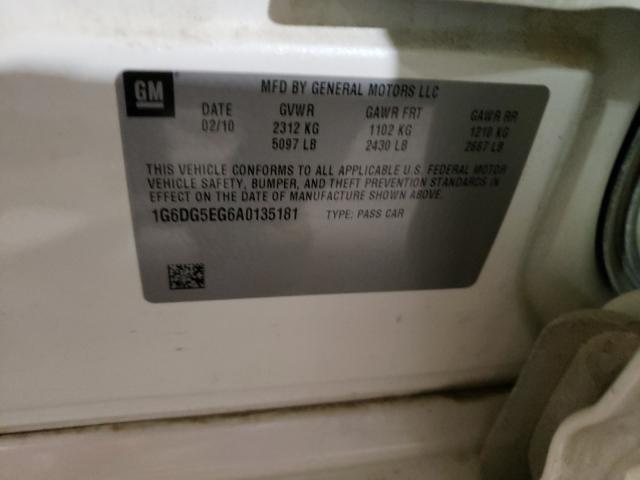 GM MFD BY GENERAL MOTORS LLC
DATE GVWR GAWR FRT GAWR RR
02/10 2312 KG 1102 KG 1210 KG
5097 LB 2430 LB 2667 LB
THIS VEHICLE CONFORMS TO ALL APPLICABLE U.S. FEDERAL MOTOR
VEHICLE SAFETY, BUMPER, AND THEFT PREVENTION STANDARDS IN
EFFECT ON THE DATE OF MANUFACTURE SHOWN ABOVE.
1G6DG5EG6A0135181 TYPE: PASS CAR